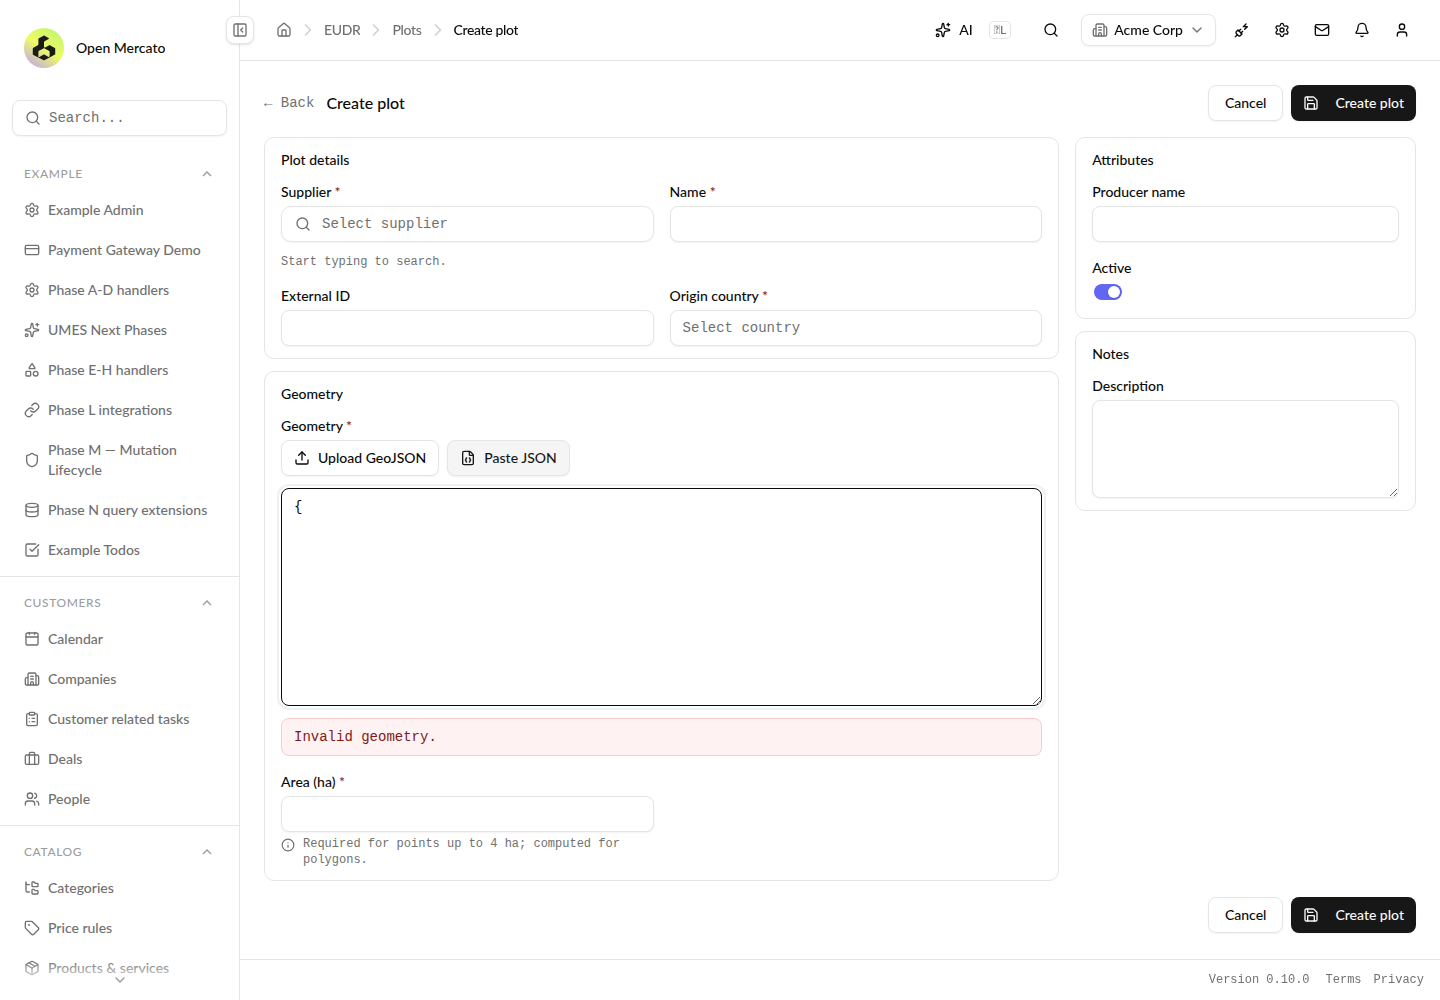 Open Mercato
Search...
EXAMPLE
Example Admin
Payment Gateway Demo
Phase A-D handlers
UMES Next Phases
Phase E-H handlers
Phase L integrations
Phase M — Mutation
Lifecycle
Phase N query extensions
Example Todos
CUSTOMERS
Calendar
Companies
Customer related tasks
Deals
People
CATALOG
Categories
Price rules
Products & services
EUDR
Plots
Create plot
AI
L
Acme Corp
← Back
Create plot
Cancel
Create plot
Plot details
Supplier *
Select supplier
Start typing to search.
Name *
External ID
Origin country *
Select country
Geometry
Geometry *
Upload GeoJSON
Paste JSON
{
Invalid geometry.
Area (ha) *
Required for points up to 4 ha; computed for
polygons.
Attributes
Producer name
Active
Notes
Description
Cancel
Create plot
Version 0.10.0
Terms
Privacy